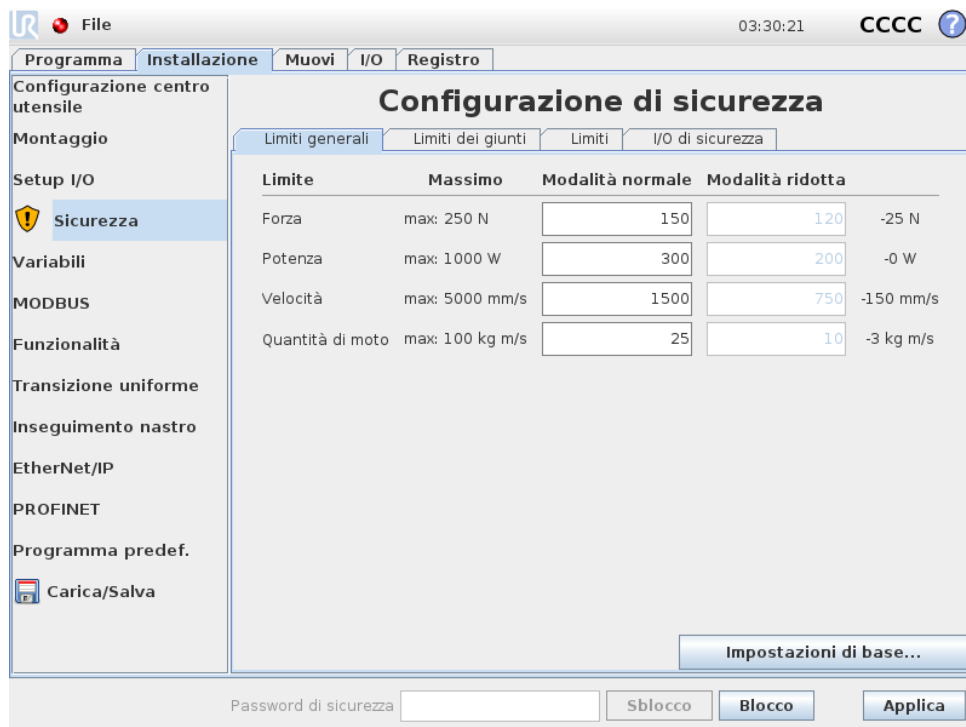 UR File 03:30:21 CCCC ?
Programma Installazione Muovi I/O Registro
Configurazione centro
utensile
Montaggio
Setup I/O
Sicurezza
Variabili
MODBUS
Funzionalità
Transizione uniforme
Inseguimento nastro
EtherNet/IP
PROFINET
Programma predef.
Carica/Salva
Configurazione di sicurezza
Limiti generali Limiti dei giunti Limiti I/O di sicurezza
Limite Massimo Modalità normale Modalità ridotta
Forza max: 250 N 150 120 -25 N
Potenza max: 1000 W 300 200 -0 W
Velocità max: 5000 mm/s 1500 750 -150 mm/s
Quantità di moto max: 100 kg m/s 25 10 -3 kg m/s
Impostazioni di base...
Password di sicurezza Sblocco Blocco Applica